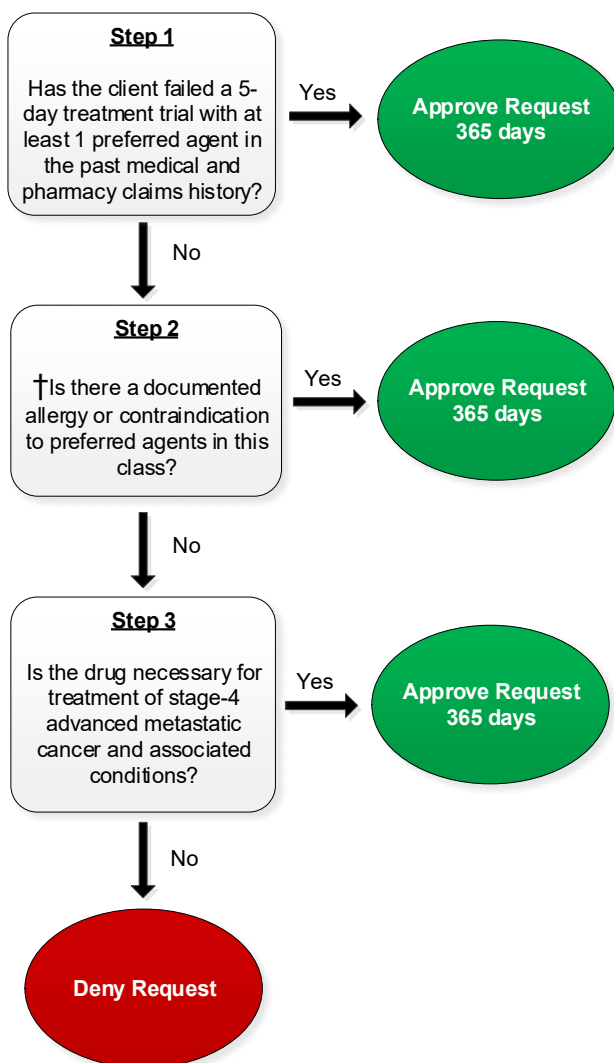 Step 1
Has the client failed a 5-
day treatment trial with at
least 1 preferred agent in
the past medical and
pharmacy claims history?
Yes
Approve Request
365 days
No
Step 2
†Is there a documented
allergy or contraindication
to preferred agents in this
class?
Yes
Approve Request
365 days
No
Step 3
Is the drug necessary for
treatment of stage-4
advanced metastatic
cancer and associated
conditions?
Yes
Approve Request
365 days
No
Deny Request